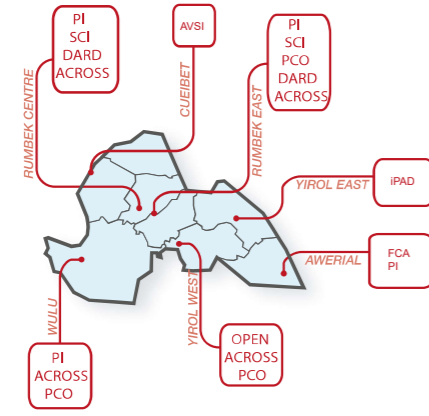 PI
SCI
DARD
ACROSS
RUMBEK CENTRE
AVSI
CUEIBET
PI
SCI
PCO
DARD
ACROSS
RUMBEK EAST
YIROL EAST
iPAD
AWERIAL
FCA
PI
WULU
PI
ACROSS
PCO
YIROL WEST
OPEN
ACROSS
PCO